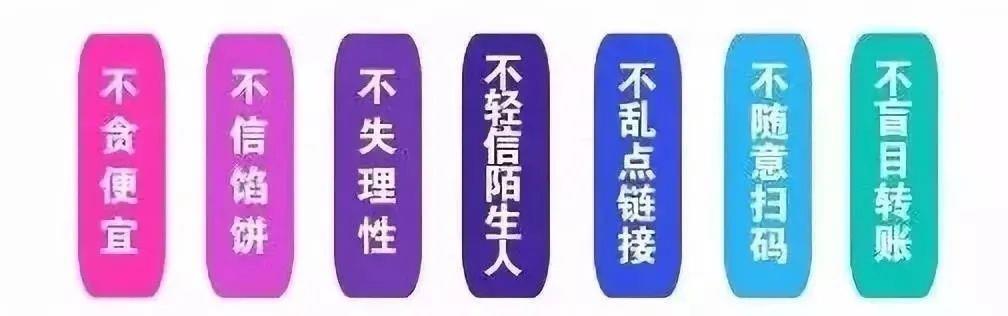 不贪便宜
不信馅饼
不失理性
不轻信陌生人
不乱点链接
不随意扫码
不盲目转账